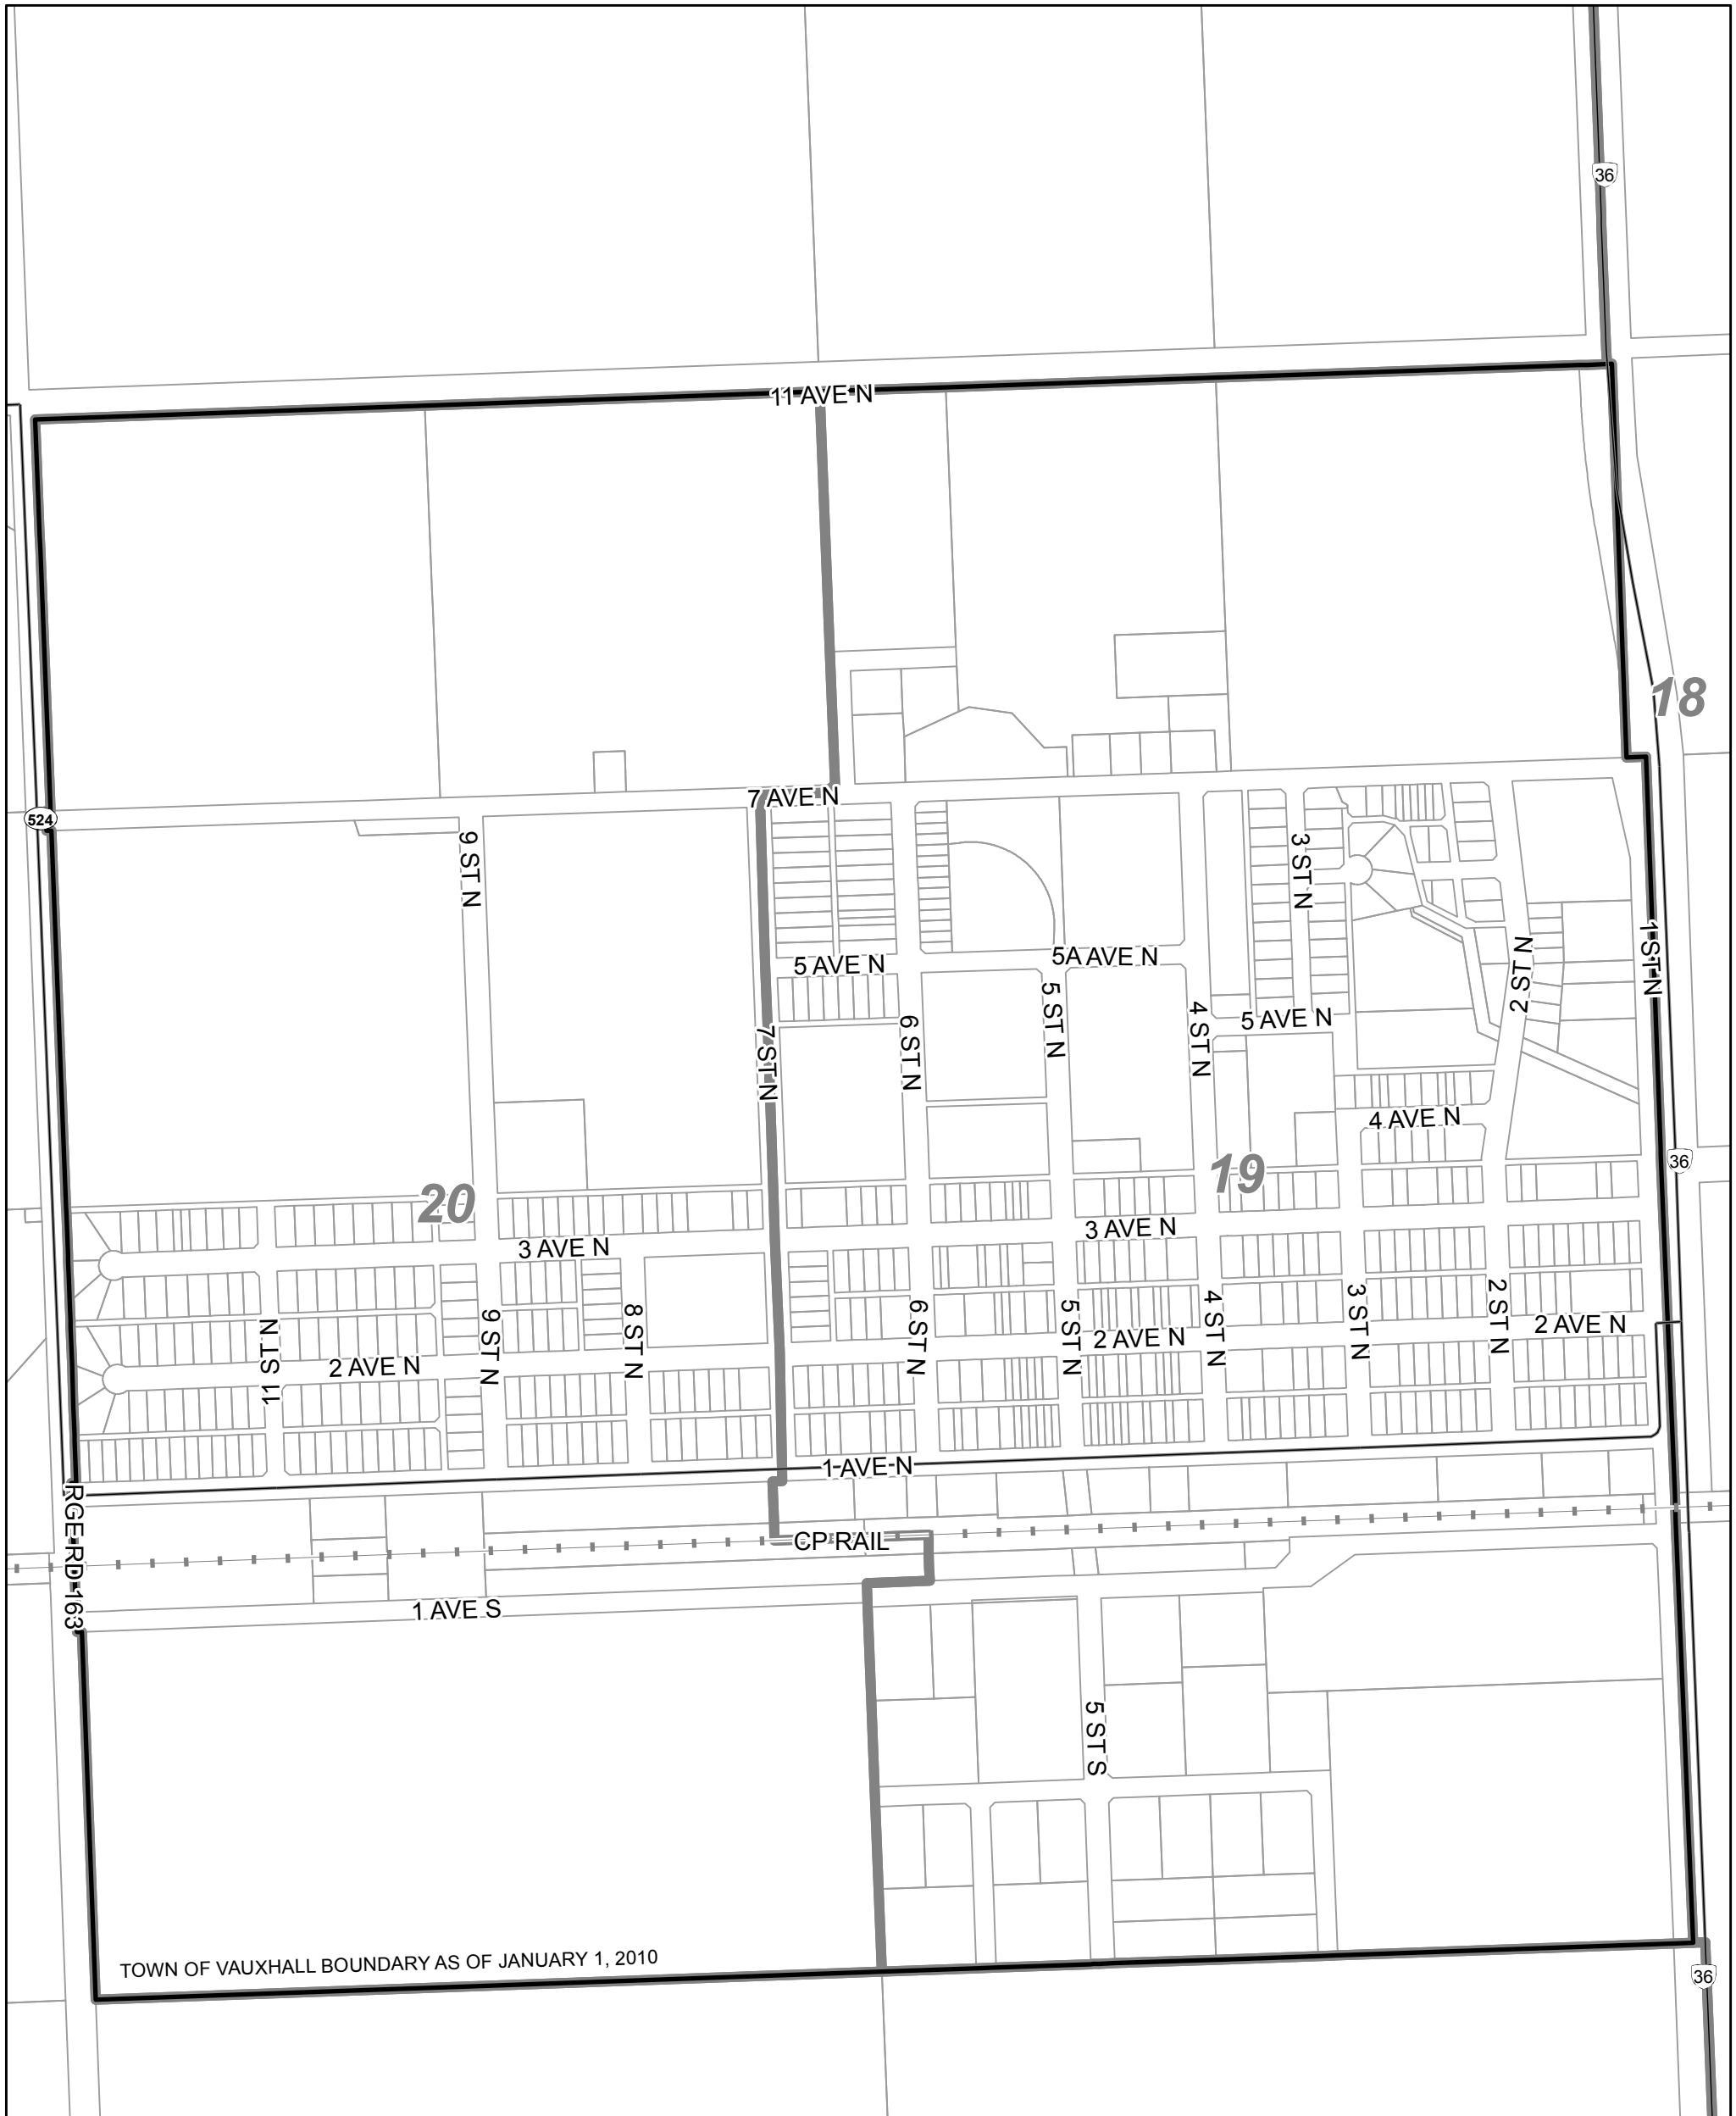 36
11 AVE N
18
7 AVE N
524
9 ST N
3 ST N
5 AVE N
5A AVE N
2 ST N
1 ST N
5 ST N
4 ST N
5 AVE N
6 ST N
7 ST N
4 AVE N
36
19
20
3 AVE N
3 AVE N
6 ST N
5 ST N
4 ST N
3 ST N
2 ST N
2 AVE N
2 AVE N
8 ST N
9 ST N
11 ST N
2 AVE N
1 AVE N
RGE RD 163
CP RAIL
1 AVE S
5 ST S
TOWN OF VAUXHALL BOUNDARY AS OF JANUARY 1, 2010
36